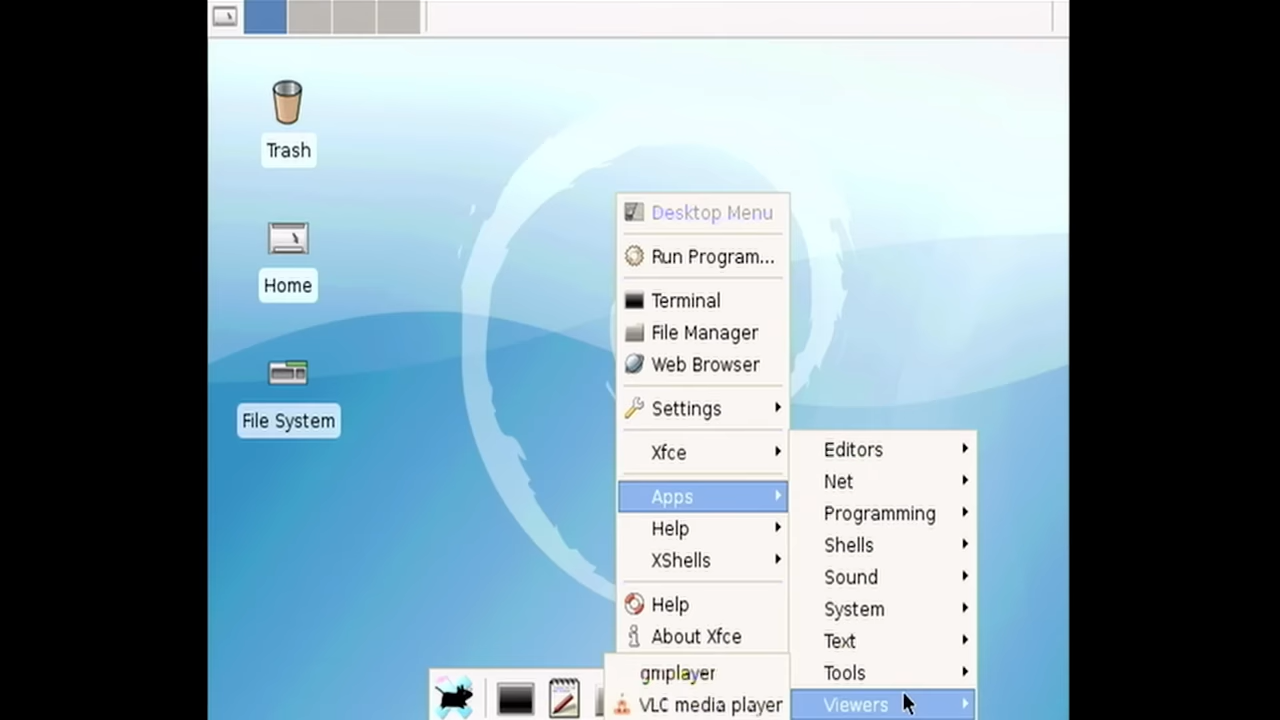 Trash
Home
File System
Desktop Menu
Run Program...
Terminal
File Manager
Web Browser
Settings
Xfce
Apps
Help
XShells
Help
About Xfce
Editors
Net
Programming
Shells
Sound
System
Text
Tools
Viewers
gmplayer
VLC media player